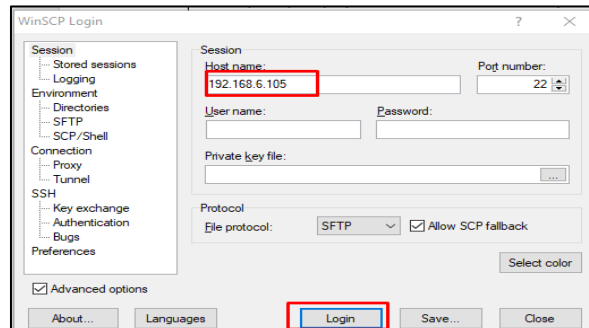 WinSCP Login
Session
Stored sessions
Logging
Environment
Directories
SFTP
SCP/Shell
Connection
Proxy
Tunnel
SSH
Key exchange
Authentication
Bugs
Preferences
Session
Host name:
Port number:
192.168.6.105
22
User name:
Password:
Private key file:
...
Protocol
File protocol:
SFTP
Allow SCP fallback
Select color
Advanced options
About...
Languages
Login
Save...
Close